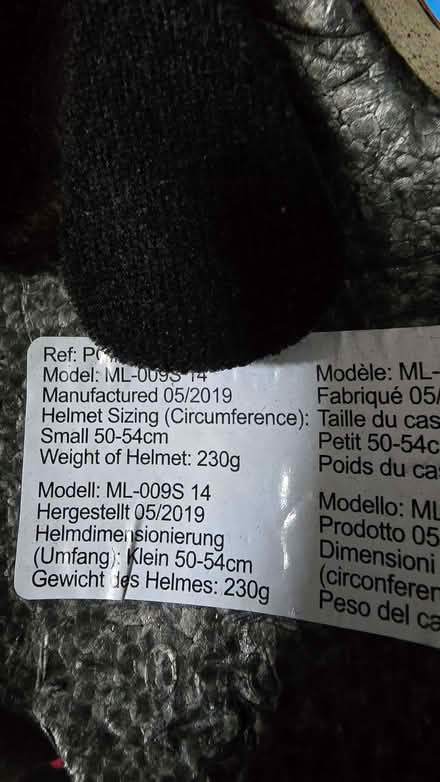 Ref:
Model: ML-009S 14
Manufactured 05/2019
Helmet Sizing (Circumference):
Small 50-54cm
Weight of Helmet: 230g
Modell: ML-009S 14
Hergestellt 05/2019
Helmdimensionierung
(Umfang): Klein 50-54cm
Gewicht des Helmes: 230g
Modèle: ML-
Fabriqué 05/
Taille du cas
Petit 50-54c
Poids du ca
Modello: ML
Prodotto 05
Dimensioni
(circonferen
Peso del ca